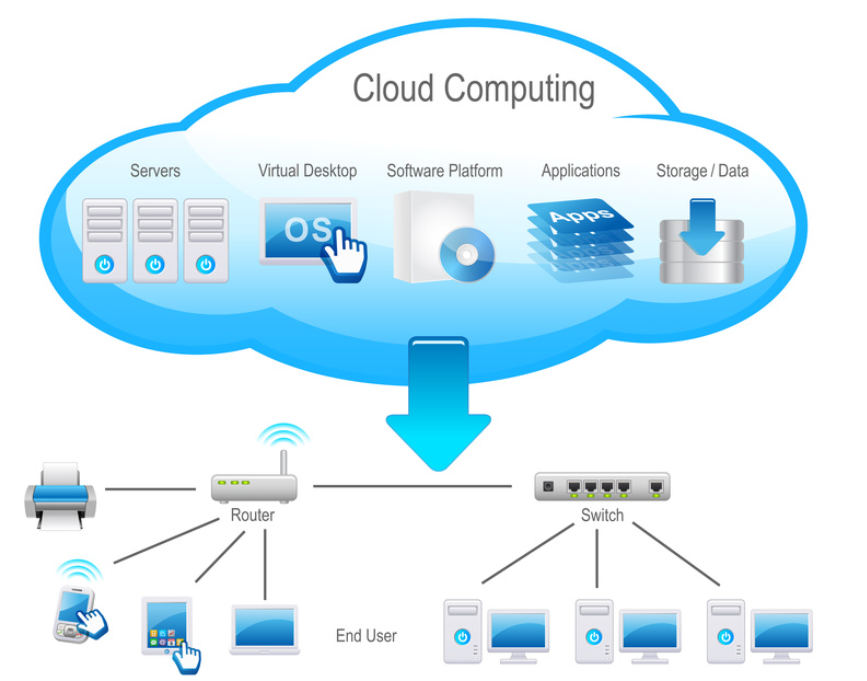 Cloud Computing
Servers
Virtual Desktop
Software Platform
Applications
Storage / Data
OS
Apps
Router
Switch
End User